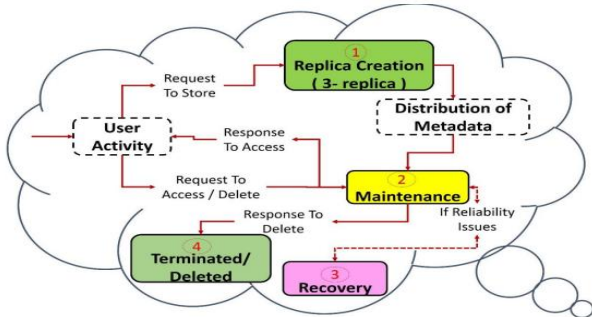 1
Replica Creation
( 3- replica )
Request
To Store
Distribution of
Metadata
User
Activity
Response
To Access
Request To
Access / Delete
2
Maintenance
If Reliability
Issues
Response To
Delete
4
Terminated/
Deleted
3
Recovery